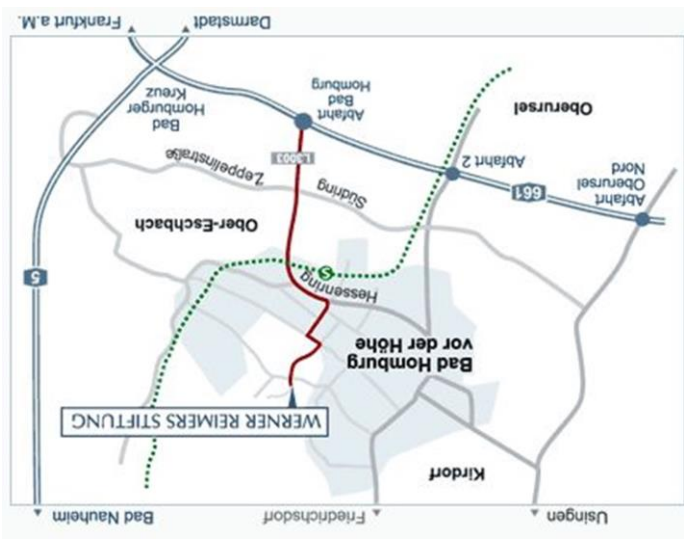 Usingen
Friedrichsdorf
Bad Nauheim
Kirdorf
WERNER REIMERS STIFTUNG
Bad Homburg
vor der Höhe
Hessenring
S
5
Ober-Eschbach
Abfahrt
Oberursel
Nord
661
Abfahrt 2
Südring
Zeppelinstraße
L3003
Oberursel
Abfahrt
Bad
Homburg
Bad
Homburger
Kreuz
Darmstadt
Frankfurt a.M.